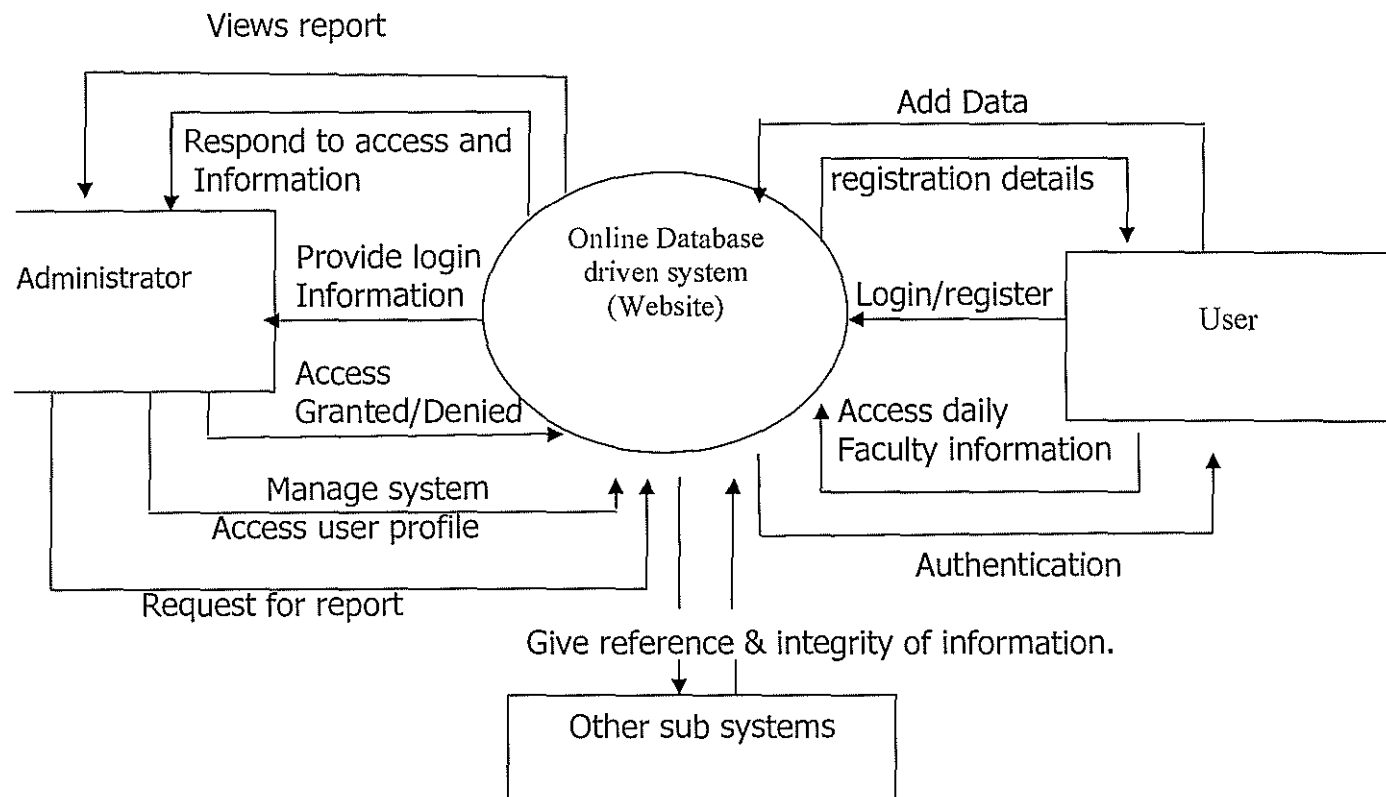 Views report
Add Data
Respond to access and
Information
registration details
Online Database
driven system
(Website)
Administrator
Provide login
Information
Login/register
User
Access
Granted/Denied
Access daily
Faculty information
Manage system
Access user profile
Authentication
Request for report
Give reference & integrity of information.
Other sub systems